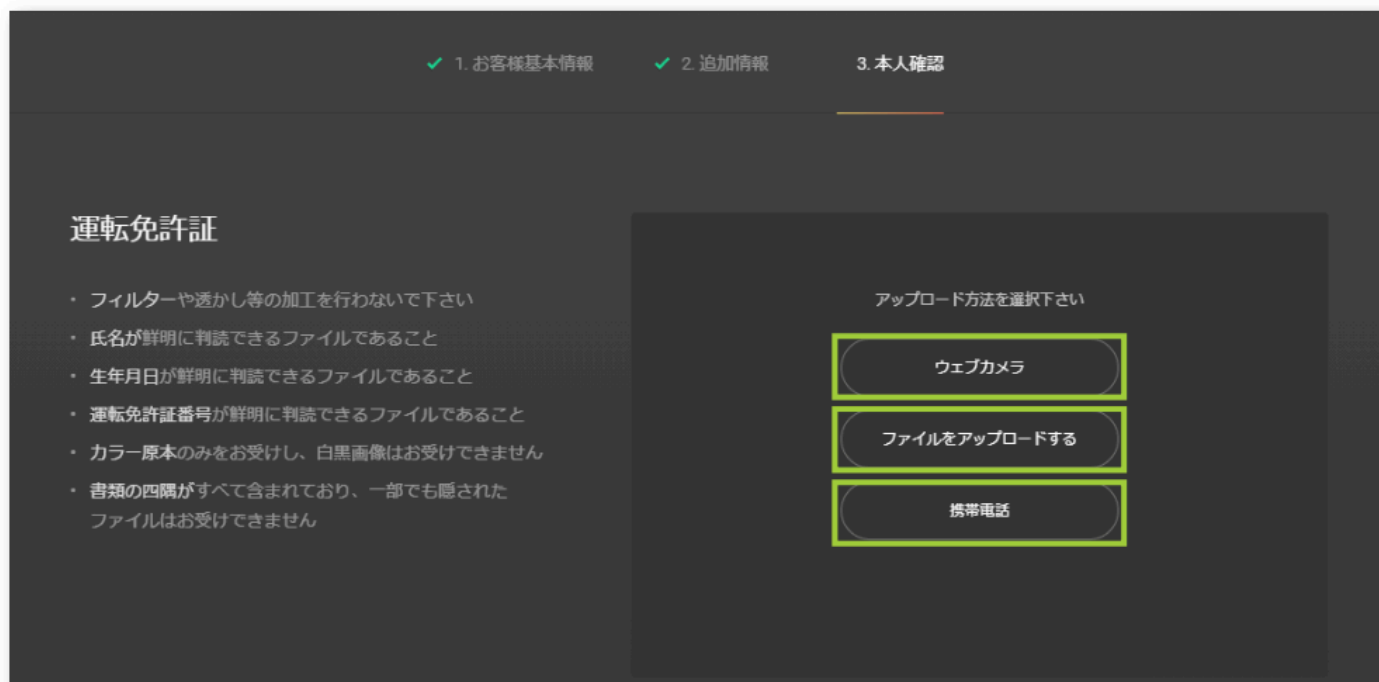 ✓ 1. お客様基本情報 ✓ 2. 追加情報 3. 本人確認
運転免許証
・ フィルターや透かし等の加工を行わないで下さい
・ 氏名が鮮明に判読できるファイルであること
・ 生年月日が鮮明に判読できるファイルであること
・ 運転免許証番号が鮮明に判読できるファイルであること
・ カラー原本のみをお受けし、白黒画像はお受けできません
・ 書類の四隅がすべて含まれており、一部でも隠された
ファイルはお受けできません
アップロード方法を選択下さい
ウェブカメラ
ファイルをアップロードする
携帯電話